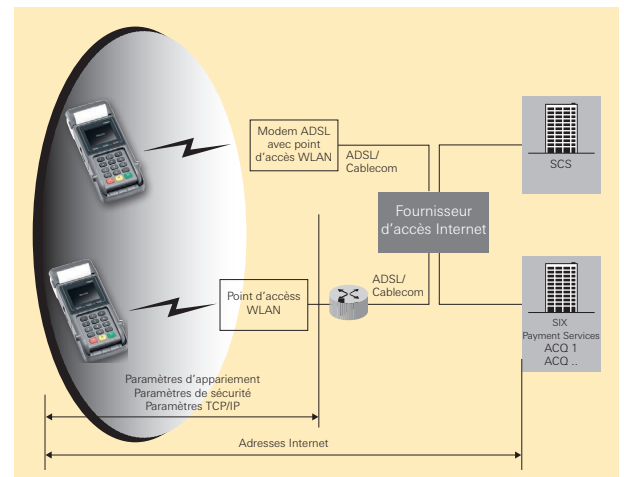 Modem ADSL
avec point
d'accès WLAN
ADSL/
Cablecom
SCS
Fournisseur
d'accès Internet
Point d'accèss
WLAN
ADSL/
Cablecom
SIX
Payment Services
ACQ 1
ACQ ..
Paramètres d'appariement
Paramètres de sécurité
Paramètres TCP/IP
Adresses Internet